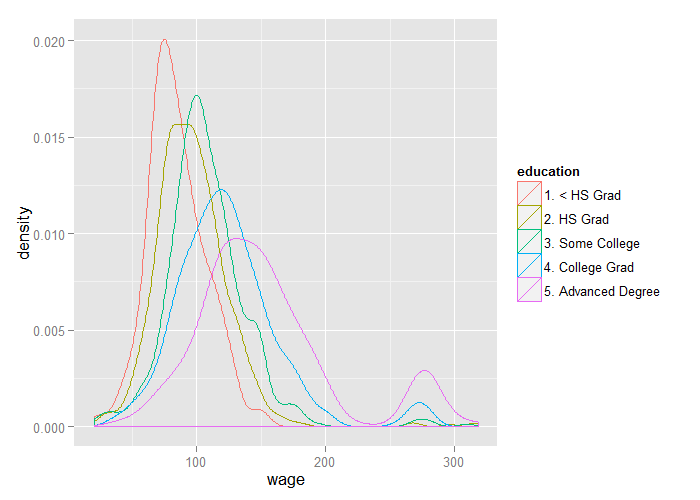 0.020
0.015
0.010
0.005
0.000
density
100
200
300
wage
education
1. < HS Grad
2. HS Grad
3. Some College
4. College Grad
5. Advanced Degree